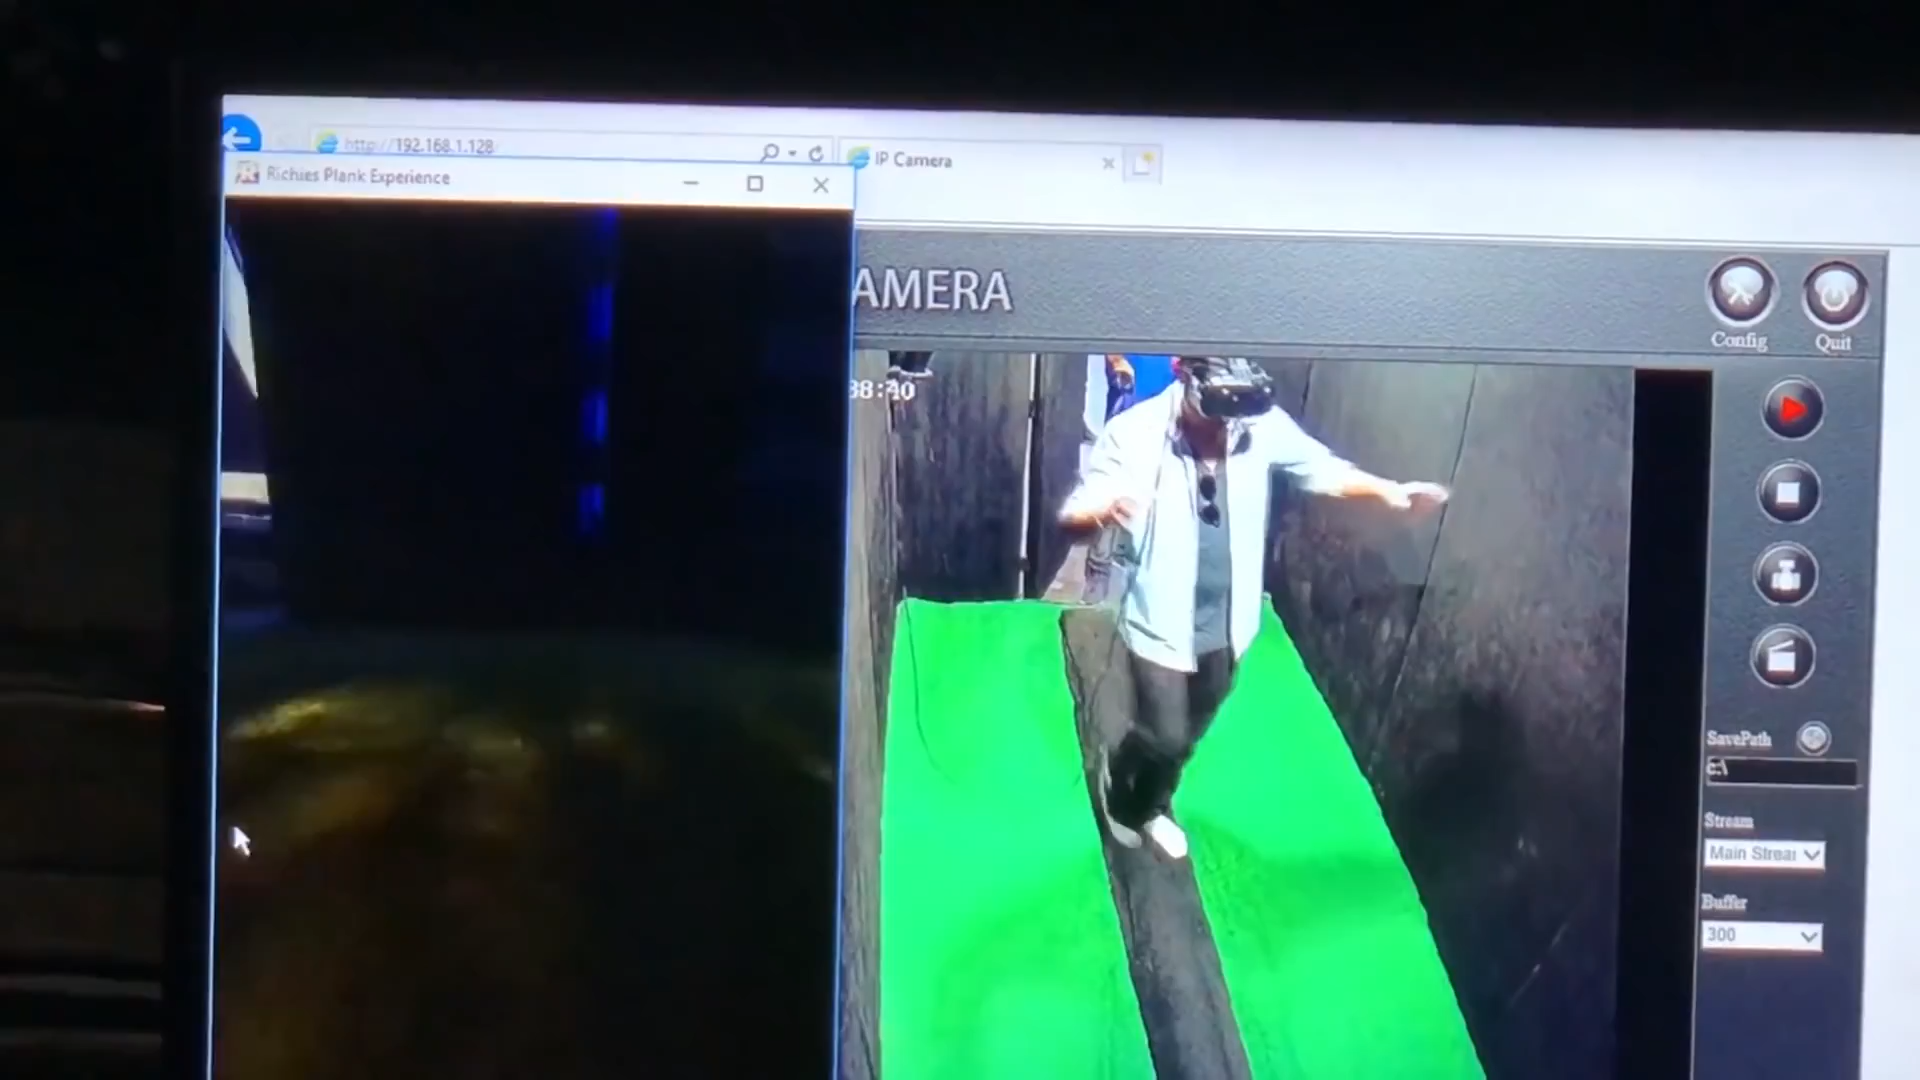 http://192.168.1.128
IP Camera
Richies Plank Experience
AMERA
Config
Quit
38:40
SavePath
c:\
Stream
Main Strear
Buffer
300